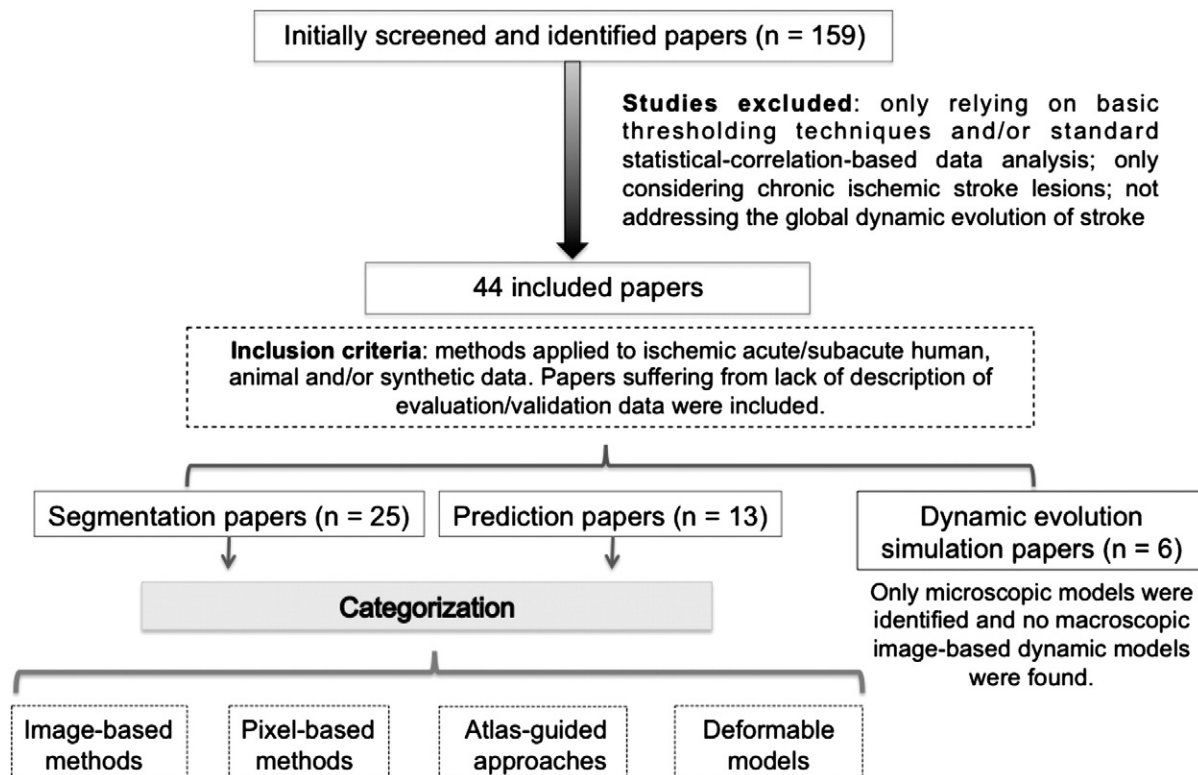 Initially screened and identified papers (n = 159)
Studies excluded: only relying on basic
thresholding techniques and/or standard
statistical-correlation-based data analysis; only
considering chronic ischemic stroke lesions; not
addressing the global dynamic evolution of stroke
44 included papers
Inclusion criteria: methods applied to ischemic acute/subacute human,
animal and/or synthetic data. Papers suffering from lack of description of
evaluation/validation data were included.
Segmentation papers (n = 25)
Prediction papers (n = 13)
Dynamic evolution
simulation papers (n = 6)
Only microscopic models were
identified and no macroscopic
image-based dynamic models
were found.
Categorization
Image-based
methods
Pixel-based
methods
Atlas-guided
approaches
Deformable
models